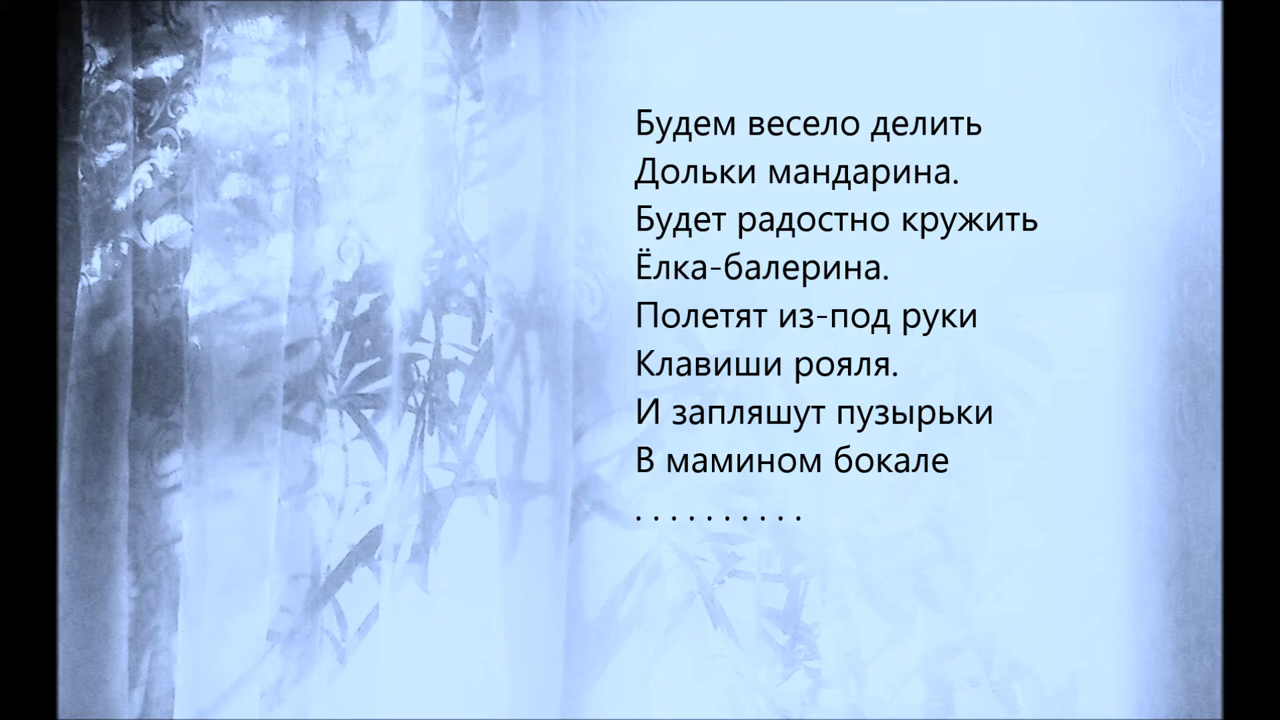 Будем весело делить
Дольки мандарина.
Будет радостно кружить
Ёлка-балерина.
Полетят из-под руки
Клавиши рояля.
И запляшут пузырьки
В мамином бокале
. . . . . . . . . .